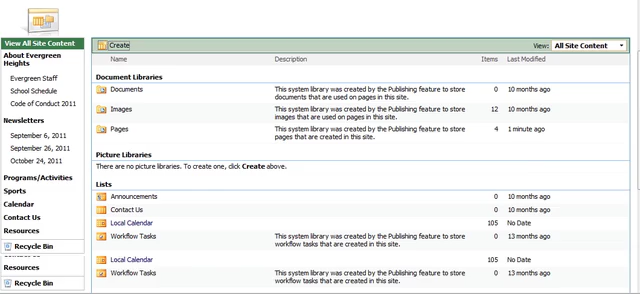 View All Site Content
About Evergreen
Heights
Evergreen Staff
School Schedule
Code of Conduct 2011
Newsletters
September 6, 2011
September 26, 2011
October 24, 2011
Programs/Activities
Sports
Calendar
Contact Us
Resources
Recycle Bin
Contact Us
Resources
Recycle Bin
Create View: All Site Content
Name Description Items Last Modified
Document Libraries
Documents This system library was created by the Publishing feature to store 0 10 months ago
documents that are used on pages in this site.
Images This system library was created by the Publishing feature to store 12 10 months ago
images that are used on pages in this site.
Pages This system library was created by the Publishing feature to store 4 1 minute ago
pages that are created in this site.
Picture Libraries
There are no picture libraries. To create one, click Create above.
Lists
Announcements 0 10 months ago
Contact Us 0 10 months ago
Local Calendar 105 No Date
Workflow Tasks This system library was created by the Publishing feature to store 0 13 months ago
workflow tasks that are created in this site.
Local Calendar 105 No Date
Workflow Tasks This system library was created by the Publishing feature to store 0 13 months ago
workflow tasks that are created in this site.